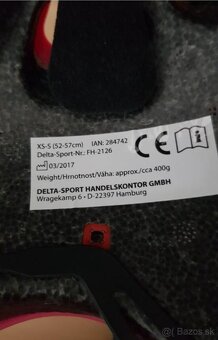 XS-S (52-57cm) (IAN: 284742)
Delta-Sport-Nr.: FH-2126
03/2017
CE
Weight/Hmotnost/Váha: approx./cca 400g
DELTA-SPORT HANDELSKONTOR GMBH
Wragekamp 6 • D-22397 Hamburg
bazos.sk